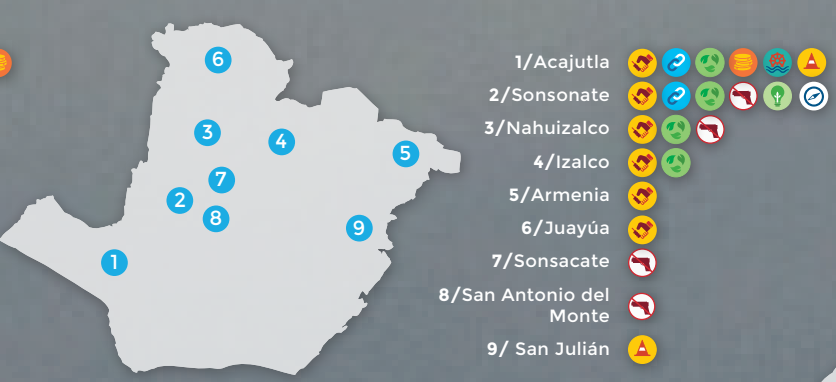 6
3
4
5
7
2
8
9
1
1/Acajutla
2/Sonsonate
3/Nahuizalco
4/Izalco
5/Armenia
6/Juayúa
7/Sonsacate
8/San Antonio del
Monte
9/ San Julián